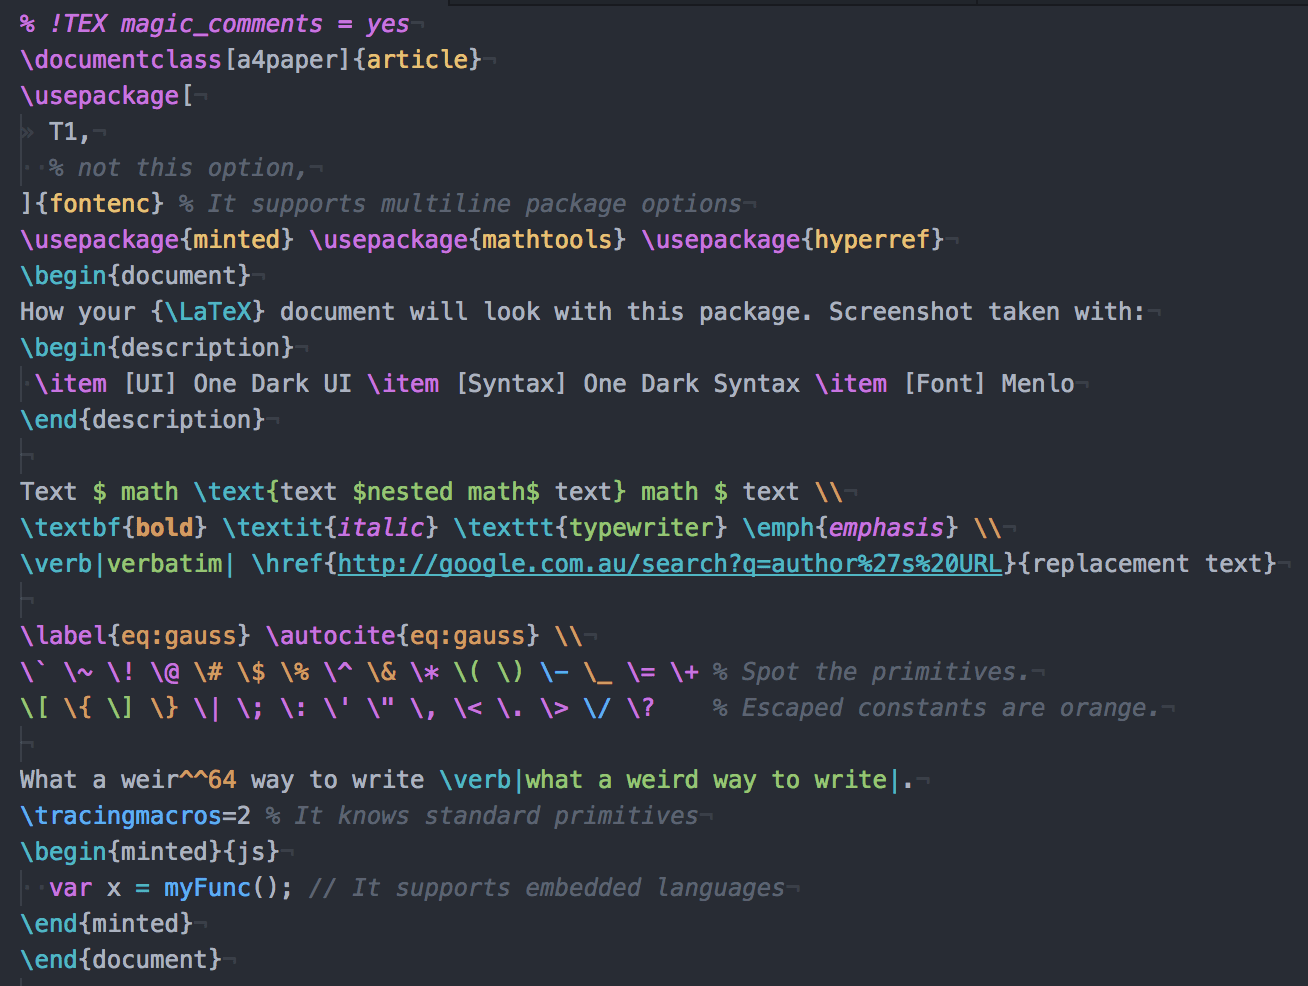 % !TEX magic_comments = yes¬
\documentclass[a4paper]{article}¬
\usepackage[¬
» T1,¬
··% not this option,¬
]{fontenc} % It supports multiline package options¬
\usepackage{minted} \usepackage{mathtools} \usepackage{hyperref}¬
\begin{document}¬
How your {\LaTeX} document will look with this package. Screenshot taken with:¬
\begin{description}¬
·\item [UI] One Dark UI \item [Syntax] One Dark Syntax \item [Font] Menlo¬
\end{description}¬
¬
Text $ math \text{text $nested math$ text} math $ text \\¬
\textbf{bold} \textit{italic} \texttt{typewriter} \emph{emphasis} \\¬
\verb|verbatim| \href{http://google.com.au/search?q=author%27s%20URL}{replacement text}¬
¬
\label{eq:gauss} \autocite{eq:gauss} \\¬
\` \~ \! \@ \# \$ \% \^ \& \* \( \) \- \_ \= \+ % Spot the primitives.¬
\[ \{ \] \} \| \; \: \' \" \, \< \. \> \/ \?    % Escaped constants are orange.¬
¬
What a weir^^64 way to write \verb|what a weird way to write|.¬
\tracingmacros=2 % It knows standard primitives¬
\begin{minted}{js}¬
··var x = myFunc(); // It supports embedded languages¬
\end{minted}¬
\end{document}¬